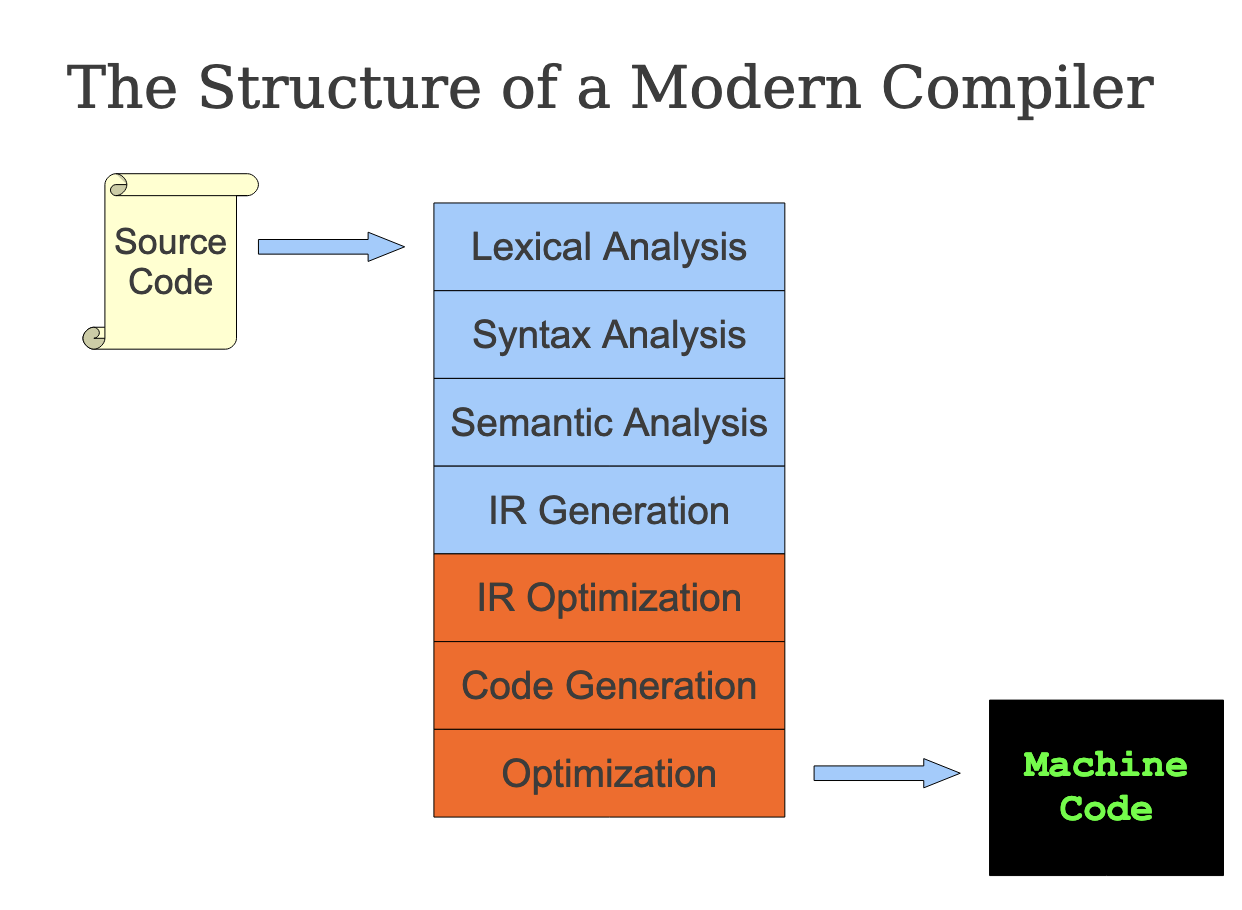 The Structure of a Modern Compiler
Source
Code
Lexical Analysis
Syntax Analysis
Semantic Analysis
IR Generation
IR Optimization
Code Generation
Optimization
Machine
Code